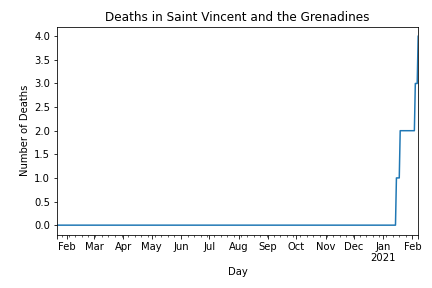 Deaths in Saint Vincent and the Grenadines
4.0
3.5
3.0
2.5
2.0
1.5
1.0
0.5
0.0
Number of Deaths
Feb Mar Apr May Jun Jul Aug Sep Oct Nov Dec Jan Feb
2021
Day